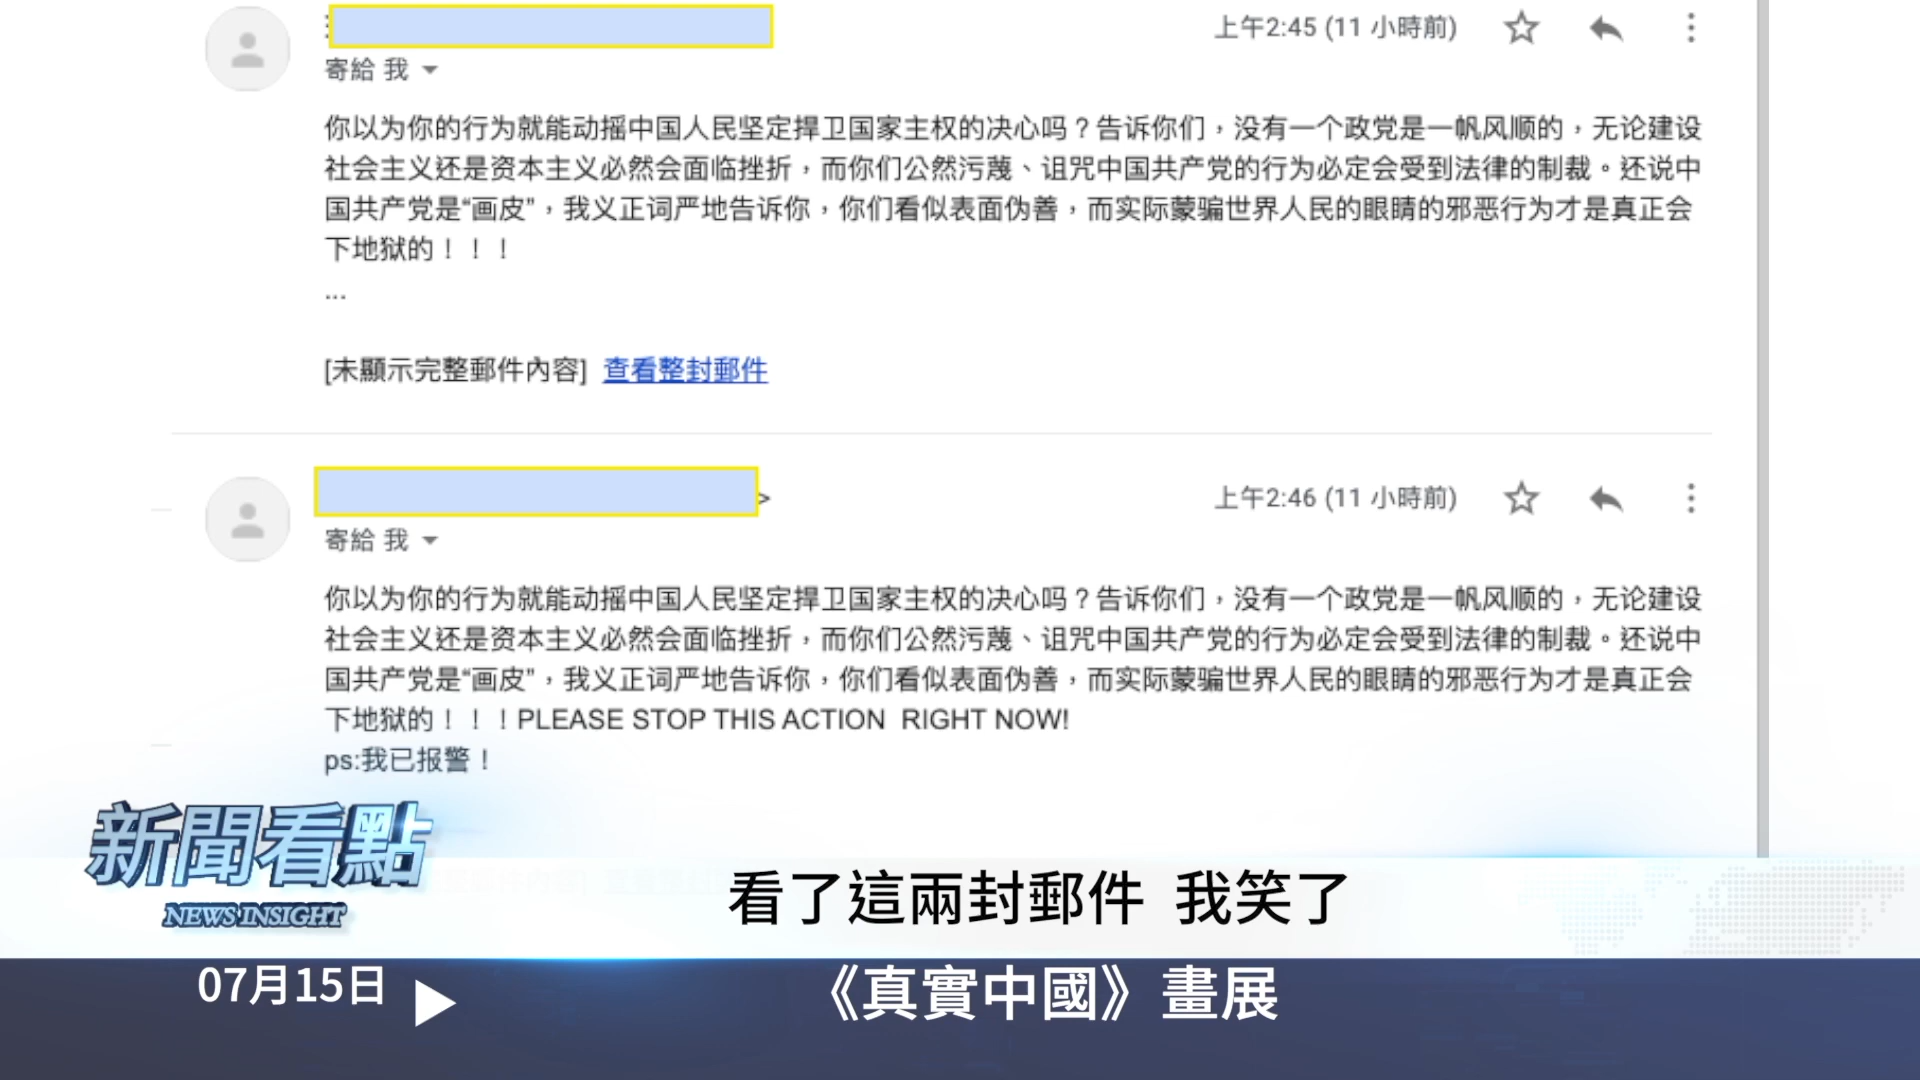 上午2:45 (11 小時前)
寄給 我
你以为你的行为就能动摇中国人民坚定捍卫国家主权的决心吗？告诉你们，没有一个政党是一帆风顺的，无论建设
社会主义还是资本主义必然会面临挫折，而你们公然污蔑、诅咒中国共产党的行为必定会受到法律的制裁。还说中
国共产党是“画皮”，我义正词严地告诉你，你们看似表面伪善，而实际蒙骗世界人民的眼睛的邪恶行为才是真正会
下地狱的！！！
...
[未顯示完整郵件內容] 查看整封郵件
>
上午2:46 (11 小時前)
寄給 我
你以为你的行为就能动摇中国人民坚定捍卫国家主权的决心吗？告诉你们，没有一个政党是一帆风顺的，无论建设
社会主义还是资本主义必然会面临挫折，而你们公然污蔑、诅咒中国共产党的行为必定会受到法律的制裁。还说中
国共产党是“画皮”，我义正词严地告诉你，你们看似表面伪善，而实际蒙骗世界人民的眼睛的邪恶行为才是真正会
下地狱的！！！PLEASE STOP THIS ACTION  RIGHT NOW!
ps:我已报警！
新聞看點
NEWS INSIGHT
看了這兩封郵件 我笑了
07月15日
《真實中國》畫展